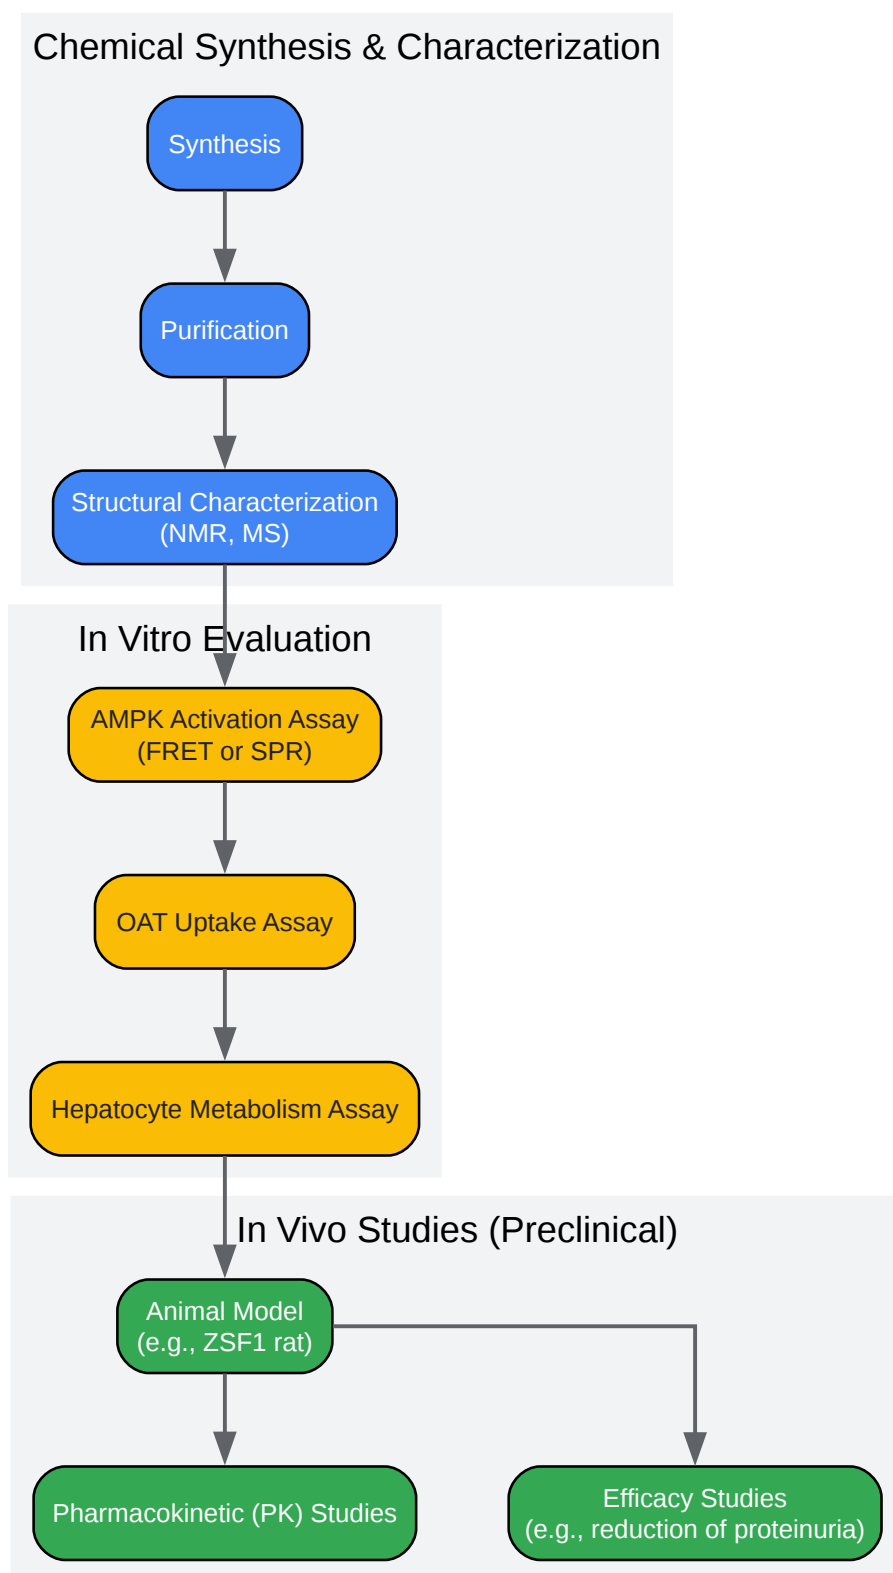 Chemical Synthesis & Characterization
Synthesis
Purification
Structural Characterization
(NMR, MS)
In Vitro Evaluation
AMPK Activation Assay
(FRET or SPR)
OAT Uptake Assay
Hepatocyte Metabolism Assay
In Vivo Studies (Preclinical)
Animal Model
(e.g., ZSF1 rat)
Pharmacokinetic (PK) Studies
Efficacy Studies
(e.g., reduction of proteinuria)